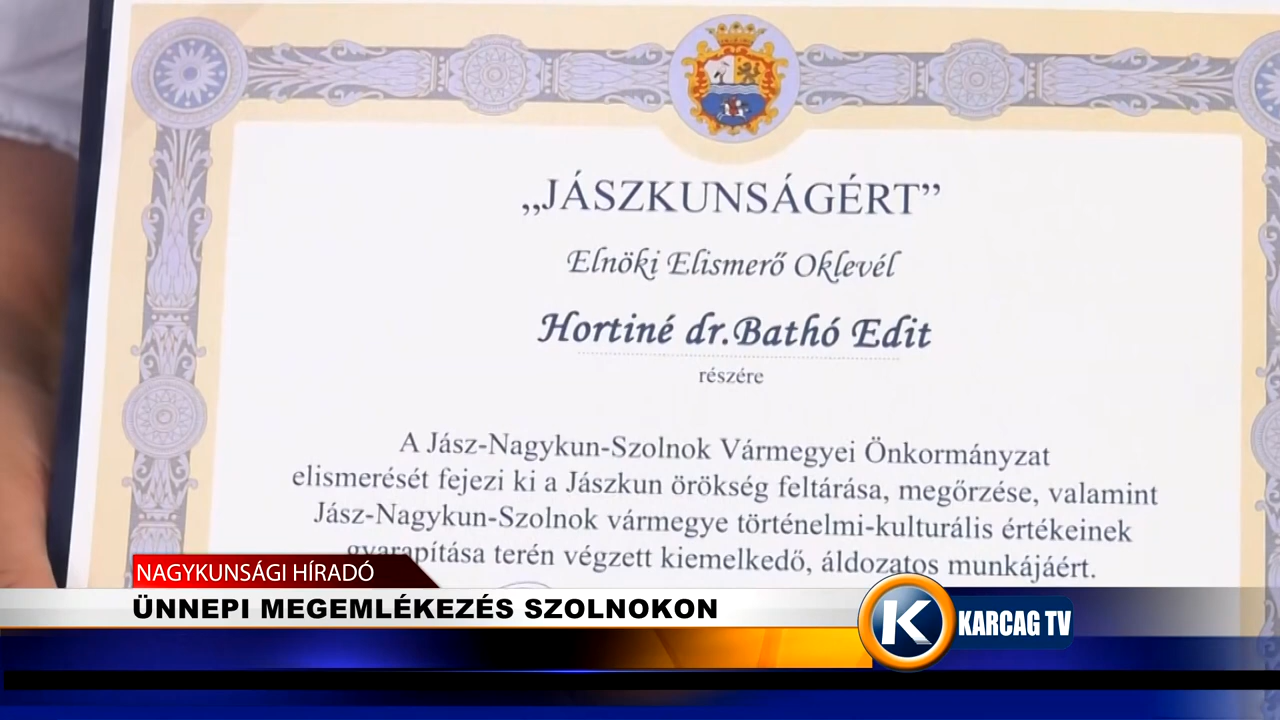 „JÁSZKUNSÁGÉRT”
Elnöki Elismerő Oklevél
Hortiné dr.Bathó Edit
részére
A Jász-Nagykun-Szolnok Vármegyei Önkormányzat
elismerését fejezi ki a Jászkun örökség feltárása, megőrzése, valamint
Jász-Nagykun-Szolnok vármegye történelmi-kulturális értékeinek
gyarapítása terén végzett kiemelkedő, áldozatos munkájáért.
NAGYKUNSÁGI HÍRADÓ
ÜNNEPI MEGEMLÉKEZÉS SZOLNOKON
K KARCAG TV